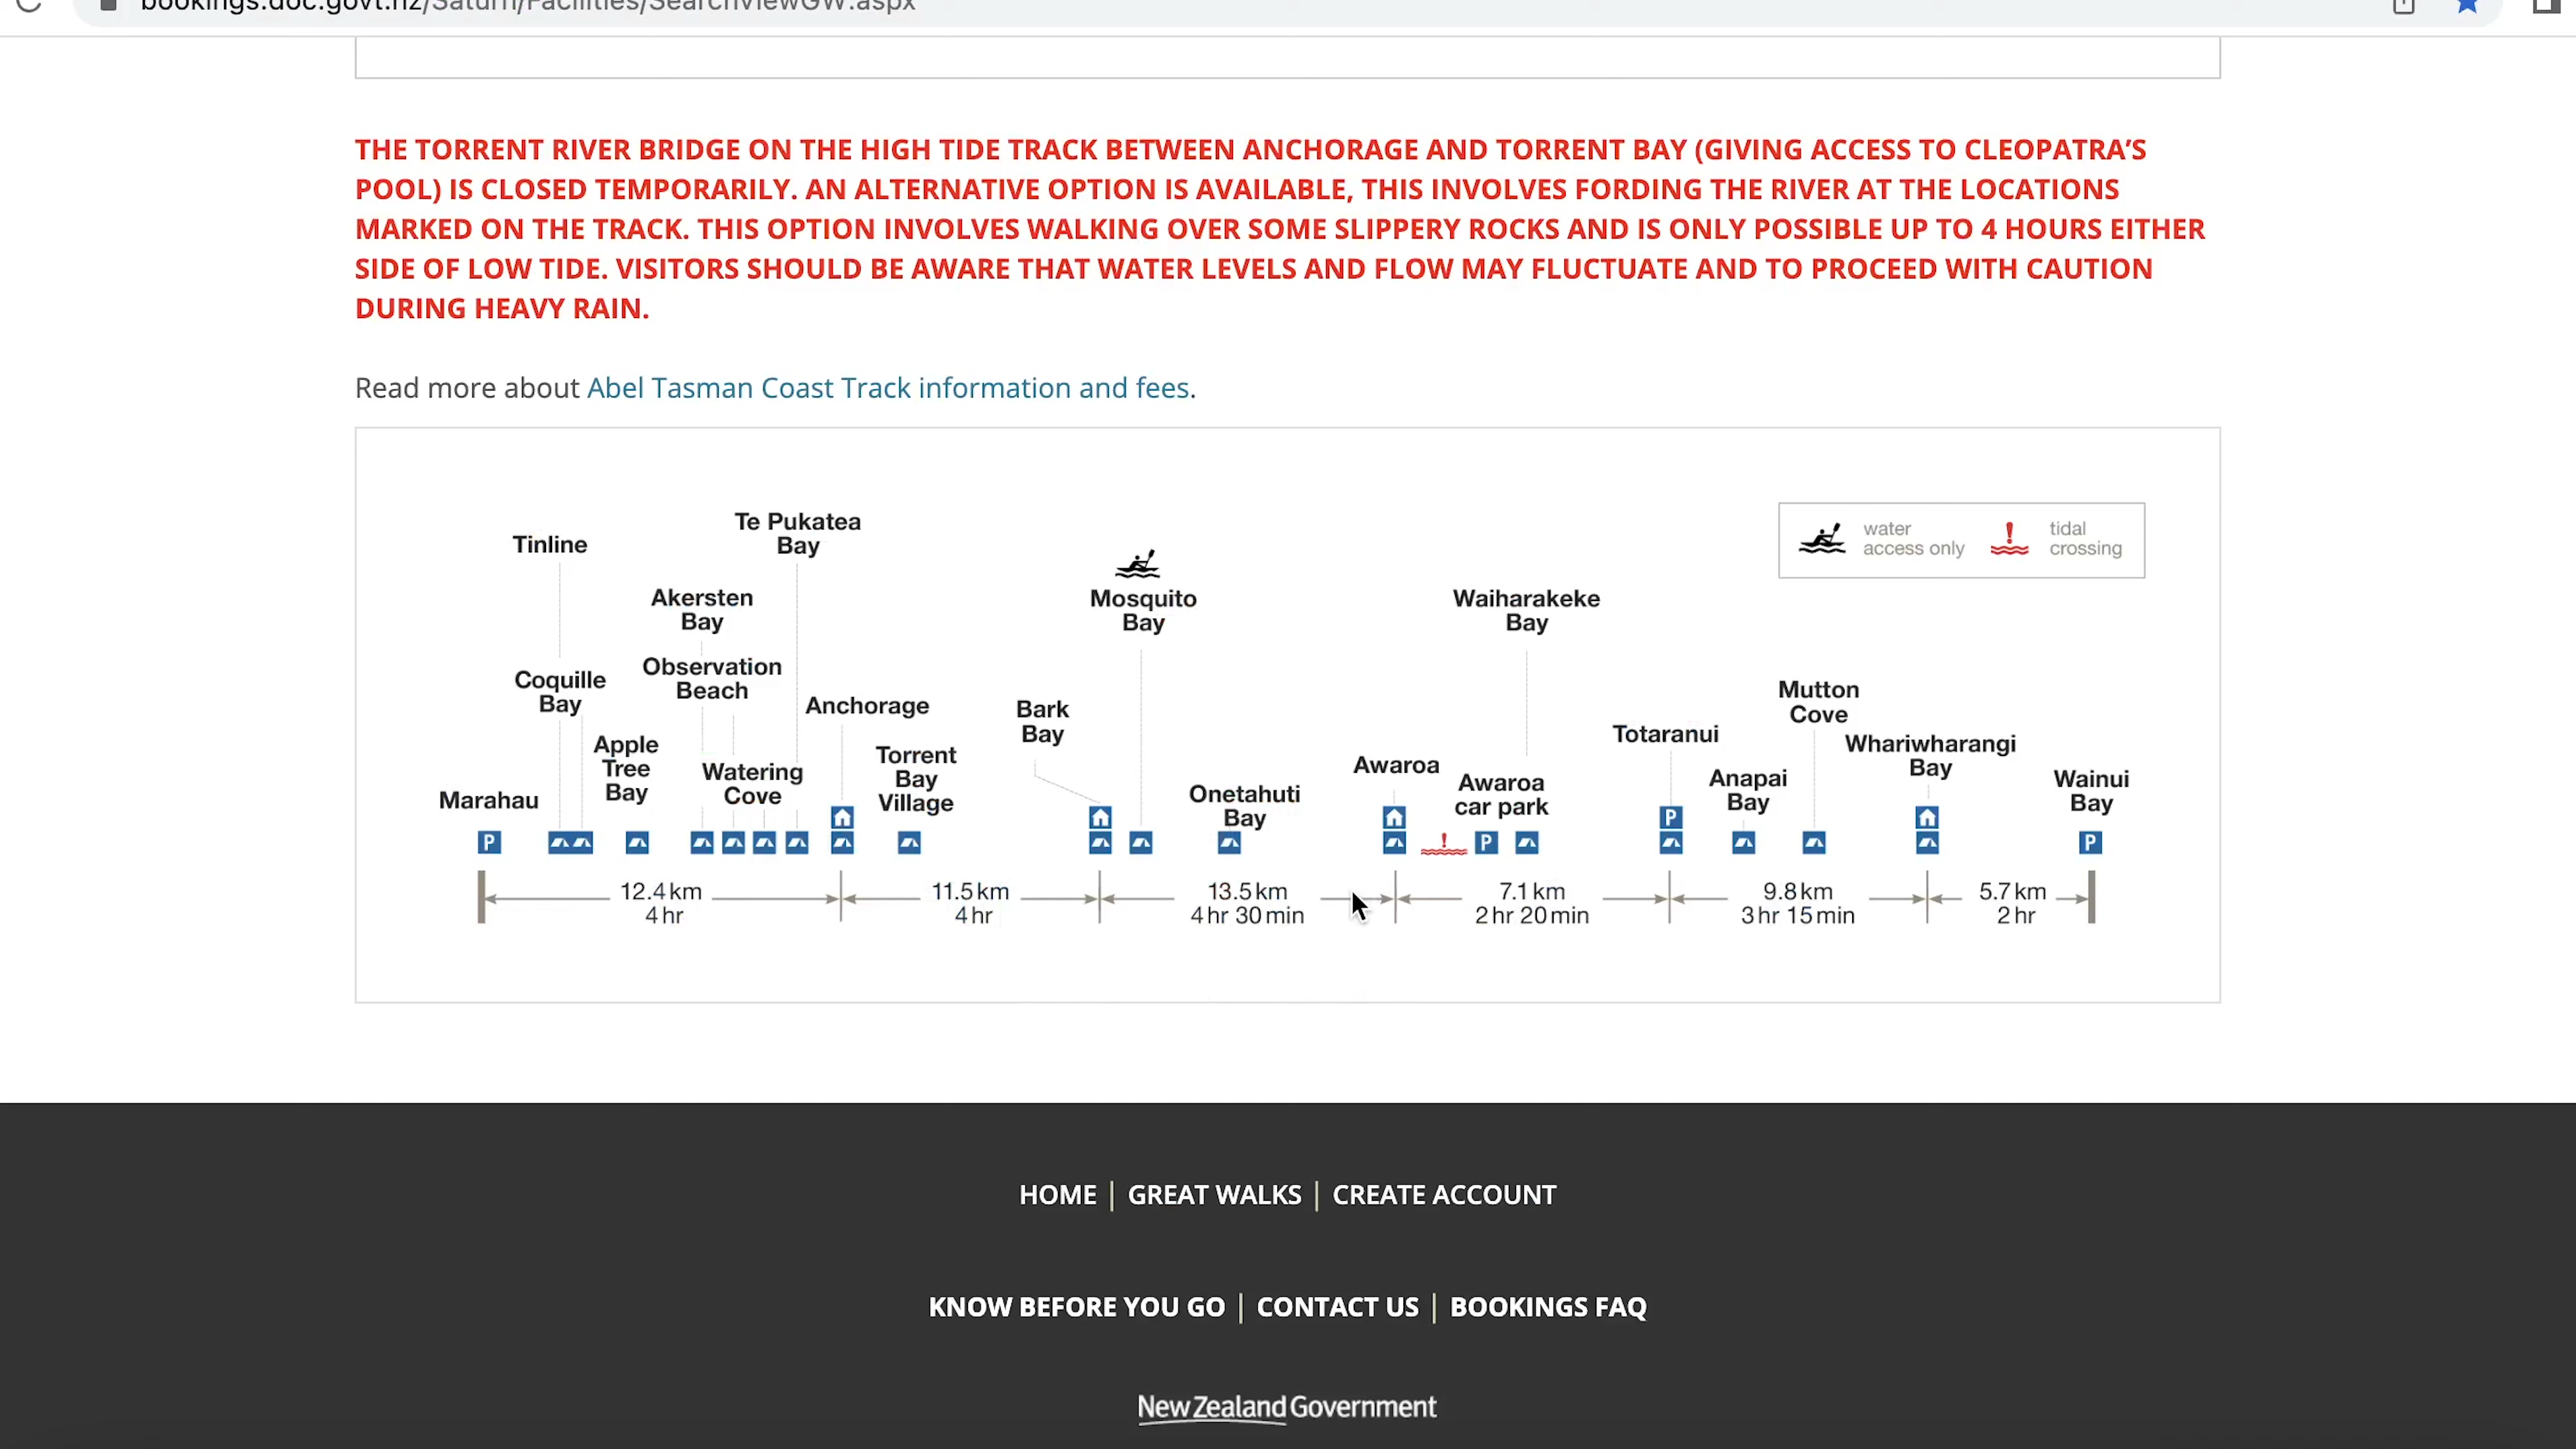 bookings.doc.govt.nz/Saturn/Facilities/SearchViewGW.aspx
THE TORRENT RIVER BRIDGE ON THE HIGH TIDE TRACK BETWEEN ANCHORAGE AND TORRENT BAY (GIVING ACCESS TO CLEOPATRA’S
POOL) IS CLOSED TEMPORARILY. AN ALTERNATIVE OPTION IS AVAILABLE, THIS INVOLVES FORDING THE RIVER AT THE LOCATIONS
MARKED ON THE TRACK. THIS OPTION INVOLVES WALKING OVER SOME SLIPPERY ROCKS AND IS ONLY POSSIBLE UP TO 4 HOURS EITHER
SIDE OF LOW TIDE. VISITORS SHOULD BE AWARE THAT WATER LEVELS AND FLOW MAY FLUCTUATE AND TO PROCEED WITH CAUTION
DURING HEAVY RAIN.
Read more about Abel Tasman Coast Track information and fees.
water
access only
tidal
crossing
Marahau
P
Tinline
Coquille
Bay
Apple
Tree
Bay
Akersten
Bay
Observation
Beach
Watering
Cove
Te Pukatea
Bay
Anchorage
Torrent
Bay
Village
Bark
Bay
Mosquito
Bay
Onetahuti
Bay
Awaroa
Awaroa
car park
P
Waiharakeke
Bay
Totaranui
P
Anapai
Bay
Mutton
Cove
Whariwharangi
Bay
Wainui
Bay
P
12.4 km
4 hr
11.5 km
4 hr
13.5 km
4 hr 30 min
7.1 km
2 hr 20 min
9.8 km
3 hr 15 min
5.7 km
2 hr
HOME | GREAT WALKS | CREATE ACCOUNT
KNOW BEFORE YOU GO | CONTACT US | BOOKINGS FAQ
New Zealand Government